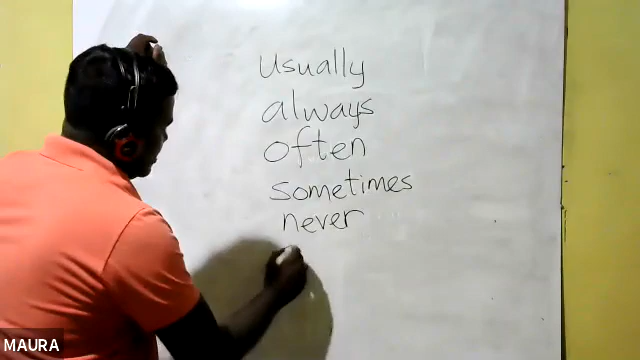 Usually
always
often
sometimes
never
MAURA